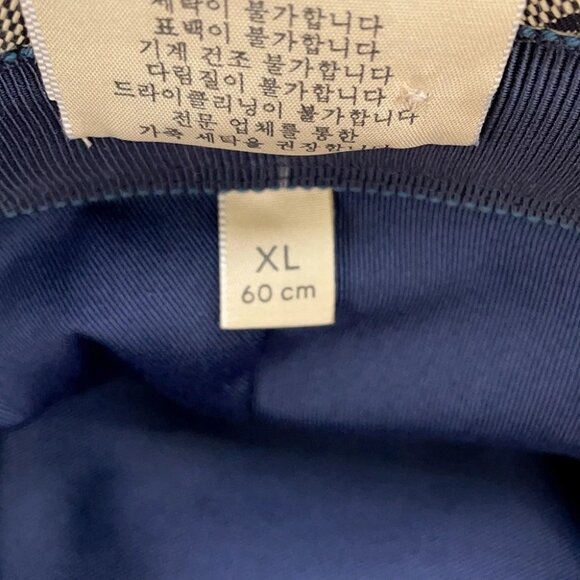 세탁이 불가합니다
표백이 불가합니다
기계 건조 불가합니다
다림질이 불가합니다
드라이클리닝이 불가합니다
전문 업체를 통한
가죽 세탁을 권장합니다
XL
60 cm